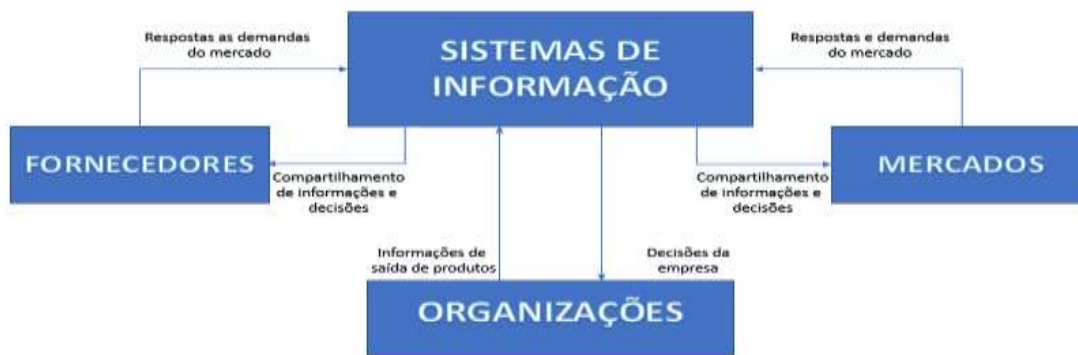 Respostas as demandas
do mercado
SISTEMAS DE
INFORMAÇÃO
Respostas e demandas
do mercado
FORNECEDORES
Compartilhamento
de informações e
decisões
Compartilhamento
de informações e
decisões
MERCADOS
Informações de
saída de produtos
Decisões da
empresa
ORGANIZAÇÕES